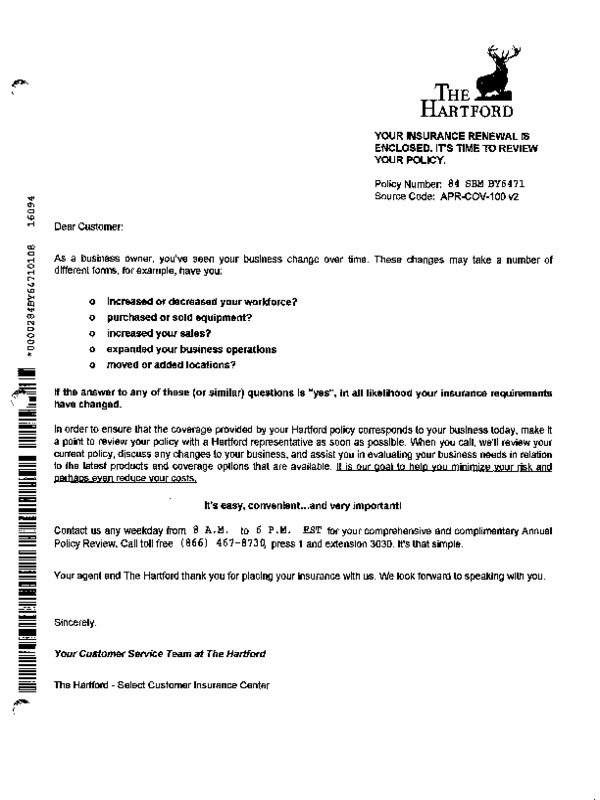 THE
HARTFORD
YOUR INSURANCE RENEWAL IS
ENCLOSED. IT'S TIME TO REVIEW
YOUR POLICY.
Policy Number: 84 SBM BY6471
Source Code: APR-COV-100 v2
*0000284BY64710108 16094
Dear Customer:
As a business owner, you've seen your business change over time. These changes may take a number of
different forms, for example, have you:
o increased or decreased your workforce?
o purchased or sold equipment?
o increased your sales?
o expanded your business operations
o moved or added locations?
If the answer to any of these (or similar) questions is "yes", in all likelihood your insurance requirements
have changed.
In order to ensure that the coverage provided by your Hartford policy corresponds to your business today, make it
a point to review your policy with a Hartford representative as soon as possible. When you call, we'll review your
current policy, discuss any changes to your business, and assist you in evaluating your business needs in relation
to the latest products and coverage options that are available. It is our goal to help you minimize your risk and
perhaps even reduce your costs.
It's easy, convenient...and very important!
Contact us any weekday from 8 A.M. to 6 P.M. EST for your comprehensive and complimentary Annual
Policy Review. Call toll free (866) 467-8730, press 1 and extension 3030. It's that simple.
Your agent and The Hartford thank you for placing your insurance with us. We look forward to speaking with you.
Sincerely,
Your Customer Service Team at The Hartford
The Hartford - Select Customer Insurance Center